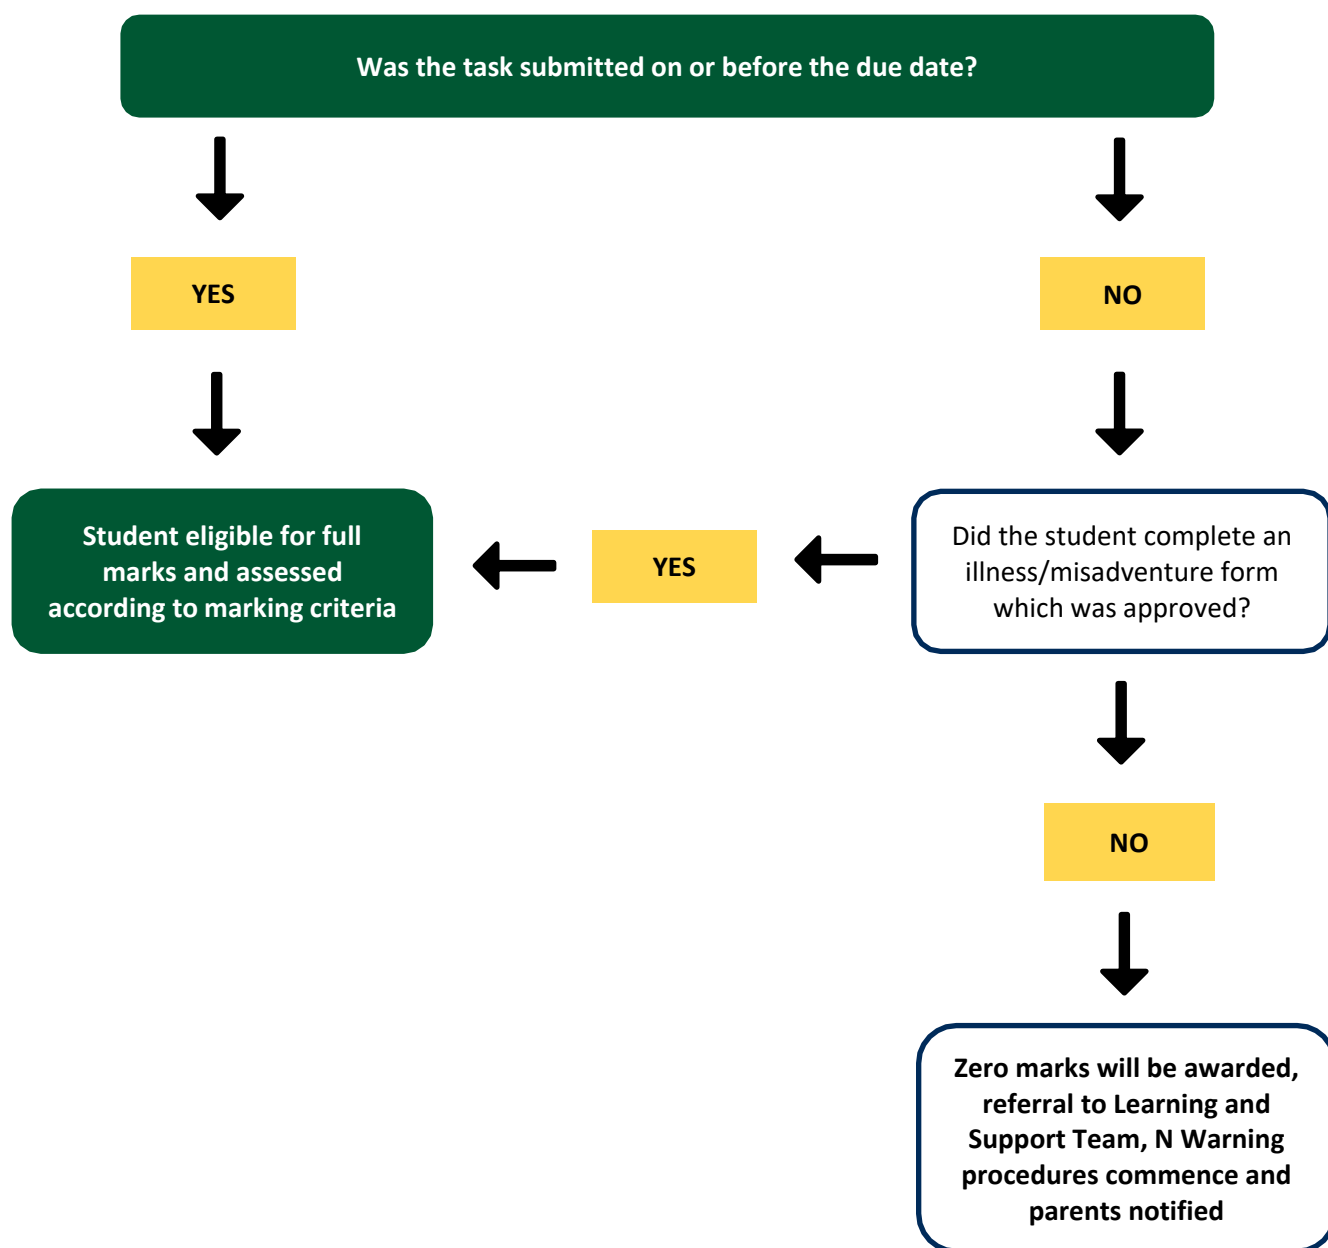 Was the task submitted on or before the due date?
YES
NO
Student eligible for full
marks and assessed
according to marking criteria
YES
Did the student complete an
illness/misadventure form
which was approved?
NO
Zero marks will be awarded,
referral to Learning and
Support Team, N Warning
procedures commence and
parents notified